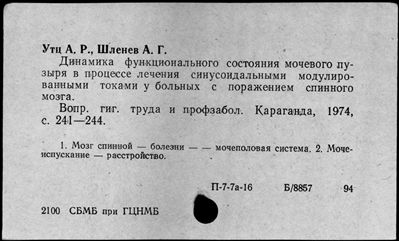 Утц А. Р., Шленев А. Г.
Динамика функционального состояния мочевого пу-
зыря в процессе лечения синусоидальными модулиро-
ванными токами у больных с поражением спинного
мозга.
Вопр. гиг. труда и профзабол. Караганда, 1974,
с. 241—244.
1. Мозг спинной — болезни — — мочеполовая система. 2. Моче-
испускание — расстройство.
П-7-7а-16 Б/8857 94
2100 СБМБ при ГЦНМБ